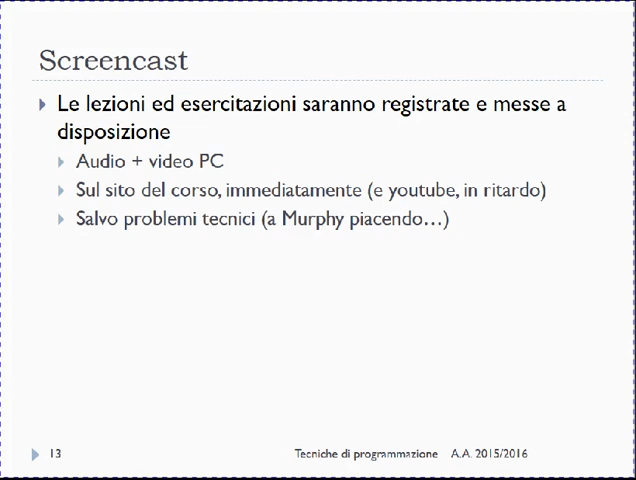 Screencast
Le lezioni ed esercitazioni saranno registrate e messe a
disposizione
Audio + video PC
Sul sito del corso, immediatamente (e youtube, in ritardo)
Salvo problemi tecnici (a Murphy piacendo...)
13 Tecniche di programmazione A.A. 2015/2016